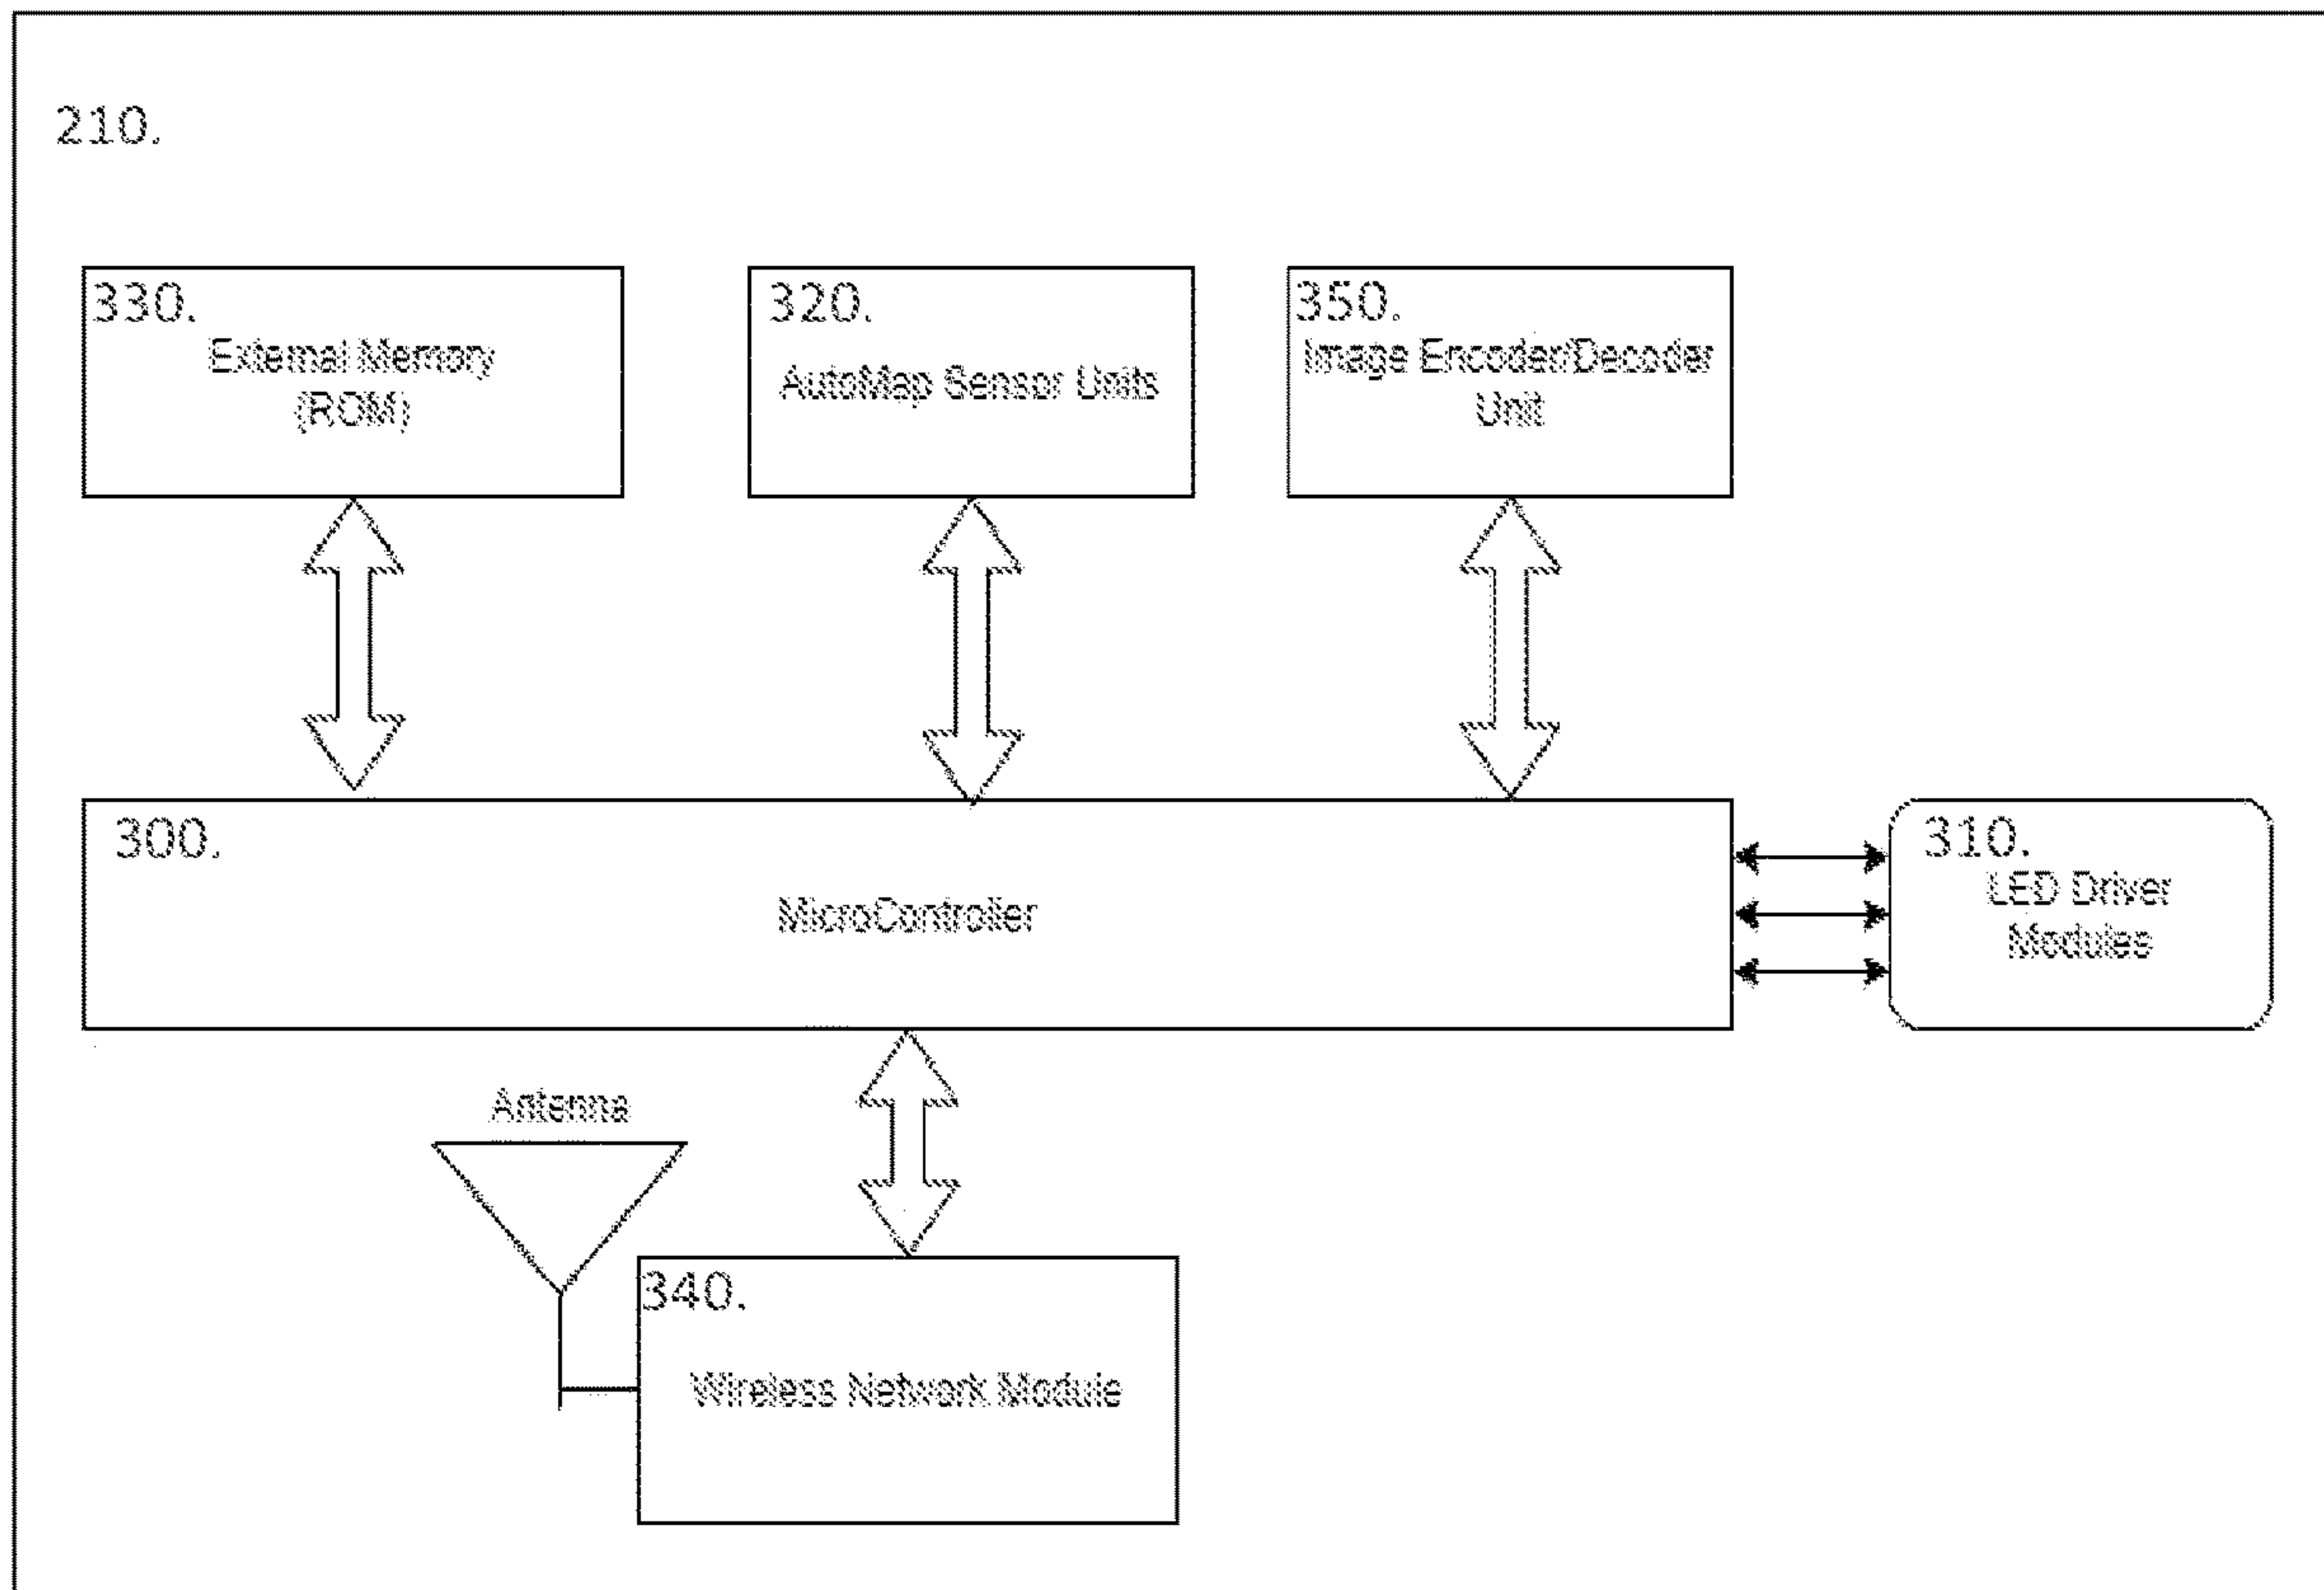 210.
330.
External Memory
(ROM)
320.
AutoMap Sensor Units
350.
Image Encoder/Decoder
Unit
300.
MicroController
310.
LED Driver
Modules
Antenna
340.
Wireless Network Module